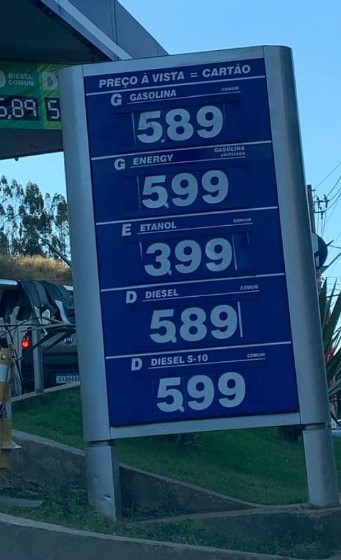 DIESEL
COMUM
D
5,89
5
PREÇO À VISTA = CARTÃO
G GASOLINA COMUM
5,89
G ENERGY GASOLINA ADITIVADA
5,99
E ETANOL COMUM
3,99
D DIESEL COMUM
5,89
D DIESEL S-10 COMUM
5,99